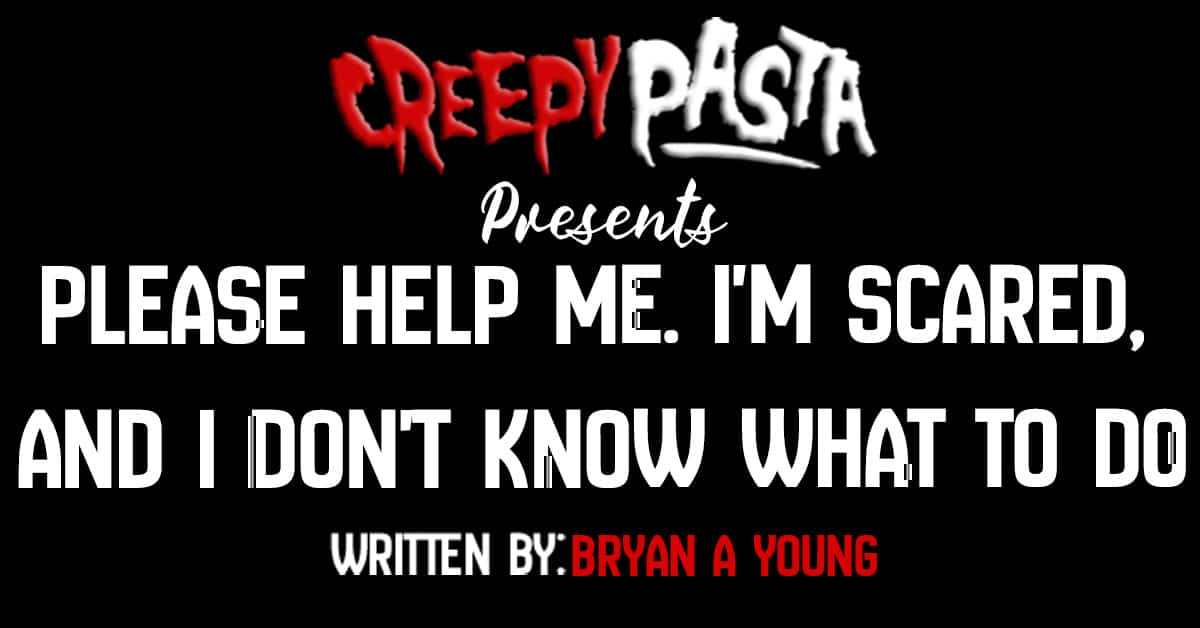 CREEPYPASTA
Presents
PLEASE HELP ME. I'M SCARED,
AND I DON'T KNOW WHAT TO DO
WRITTEN BY: BRYAN A YOUNG